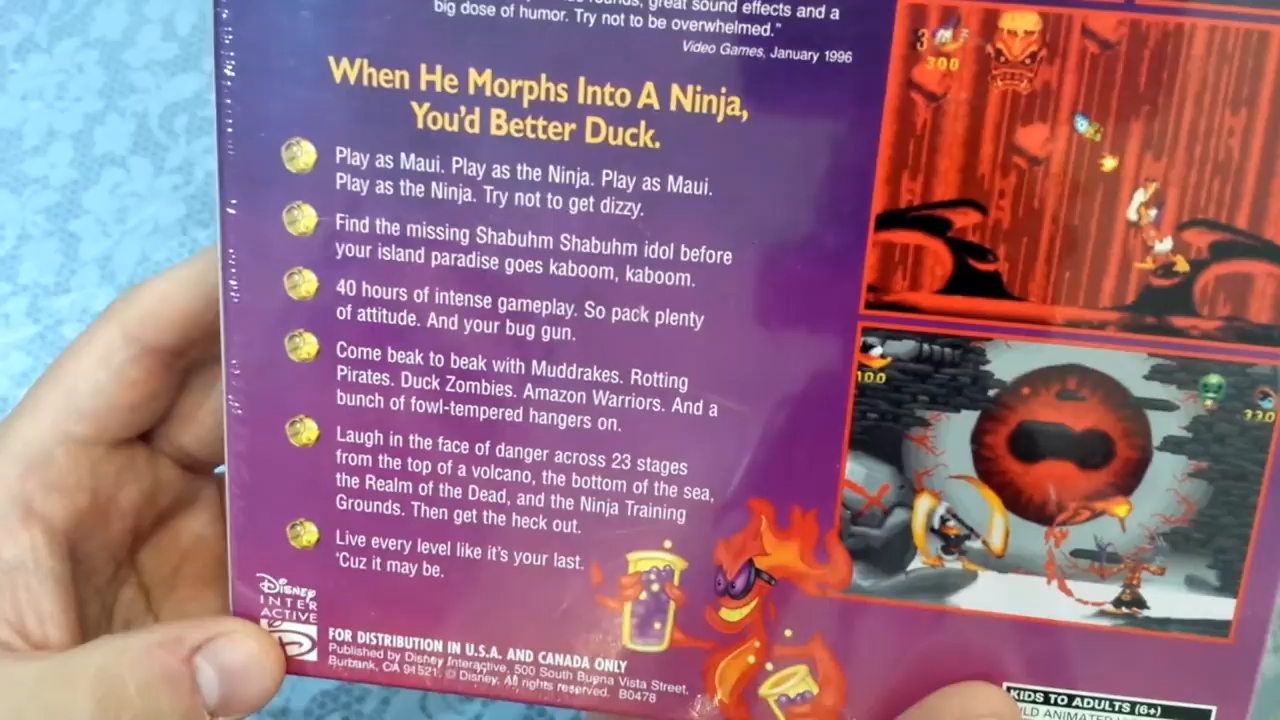 rounds, great sound effects and a
big dose of humor. Try not to be overwhelmed.”
Video Games, January 1996
When He Morphs Into A Ninja,
You’d Better Duck.
Play as Maui. Play as the Ninja. Play as Maui.
Play as the Ninja. Try not to get dizzy.
Find the missing Shabuhm Shabuhm idol before
your island paradise goes kaboom, kaboom.
40 hours of intense gameplay. So pack plenty
of attitude. And your bug gun.
Come beak to beak with Muddrakes. Rotting
Pirates. Duck Zombies. Amazon Warriors. And a
bunch of fowl-tempered hangers on.
Laugh in the face of danger across 23 stages
from the top of a volcano, the bottom of the sea,
the Realm of the Dead, and the Ninja Training
Grounds. Then get the heck out.
Live every level like it’s your last.
‘Cuz it may be.
DISNEY
INTER
ACTIVE
FOR DISTRIBUTION IN U.S.A. AND CANADA ONLY
Published by Disney Interactive, 500 South Buena Vista Street,
Burbank, CA 94521. © Disney. All rights reserved. B0478
3
300
100
330
KIDS TO ADULTS (6+)
ANIMATED